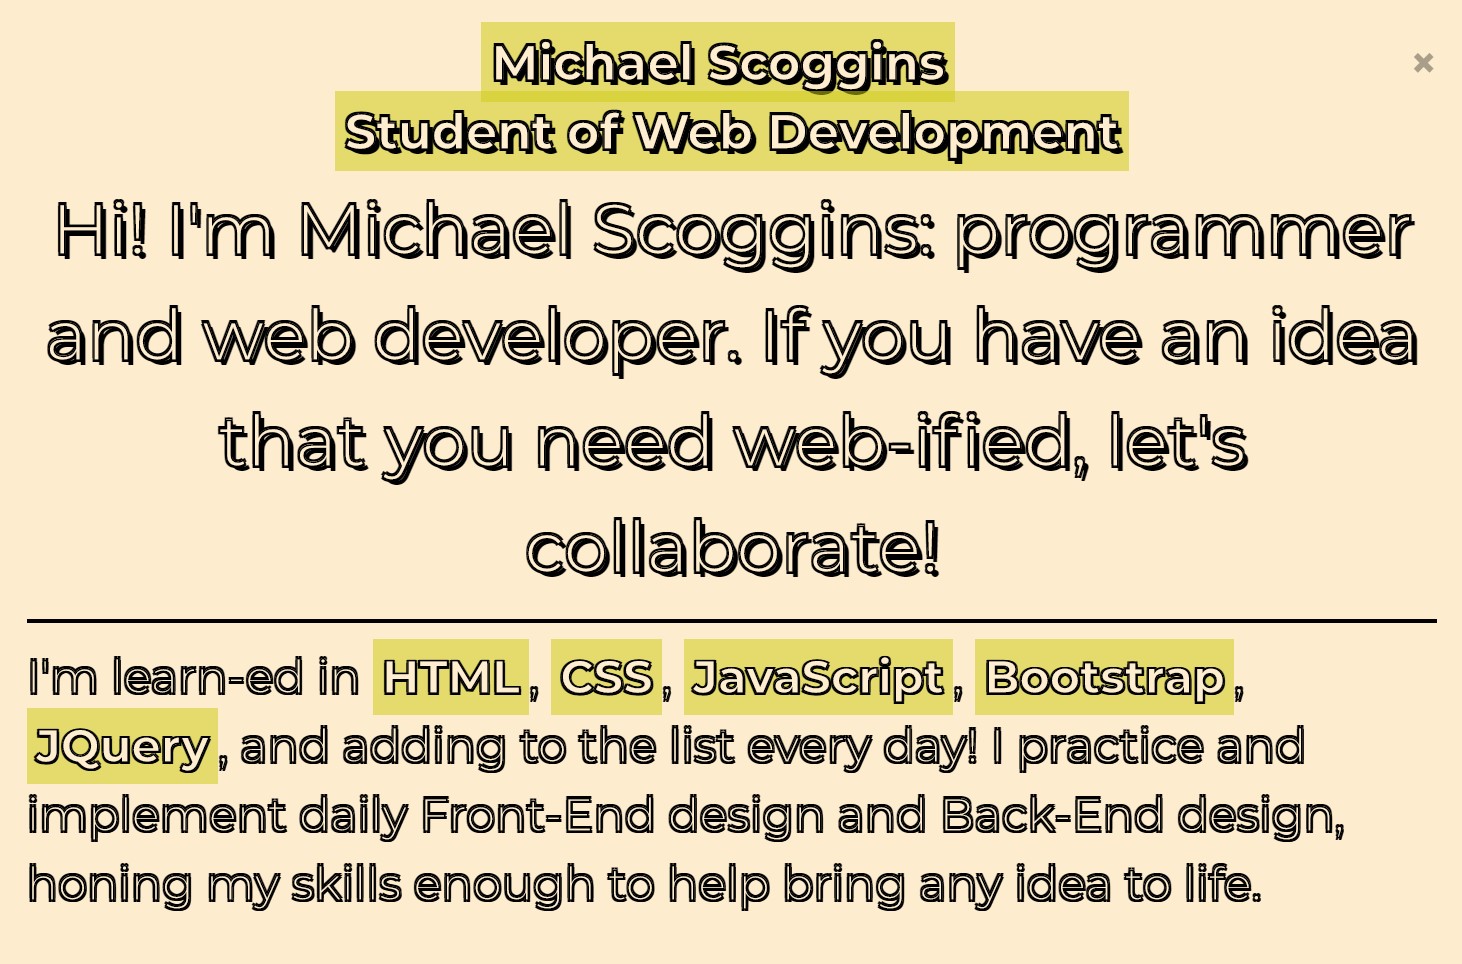 Michael Scoggins
Student of Web Development
Hi! I'm Michael Scoggins: programmer
and web developer. If you have an idea
that you need web-ified, let's
collaborate!
I'm learn-ed in HTML, CSS, JavaScript, Bootstrap,
JQuery, and adding to the list every day! I practice and
implement daily Front-End design and Back-End design,
honing my skills enough to help bring any idea to life.